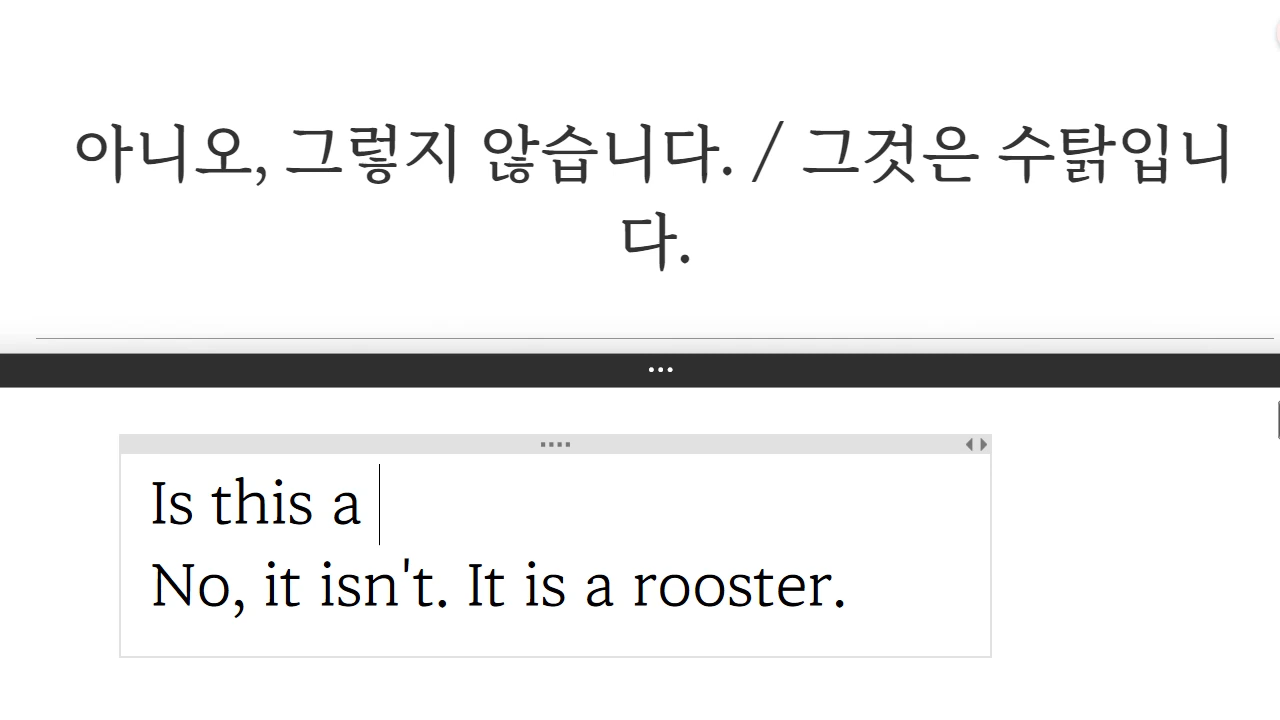 아니오, 그렇지 않습니다. / 그것은 수탉입니
다.
Is this a
No, it isn't. It is a rooster.